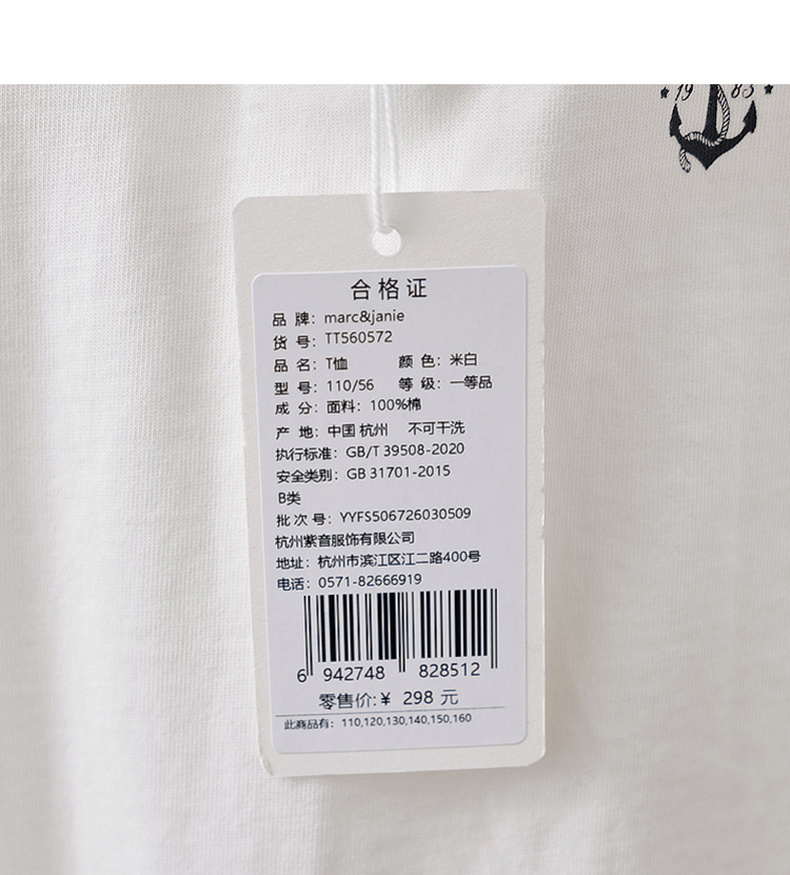 19 83
合格证
品 牌：marc&janie
货 号：TT560572
品 名：T恤 颜 色：米白
型 号：110/56 等 级：一等品
成 分：面料：100%棉
产 地：中国 杭州 不可干洗
执行标准：GB/T 39508-2020
安全类别：GB 31701-2015
B类
批 次 号：YYFS506726030509
杭州紫音服饰有限公司
地址：杭州市滨江区江二路400号
电话：0571-82666919
6 942748 828512
零售价:¥ 298 元
此商品有：110,120,130,140,150,160